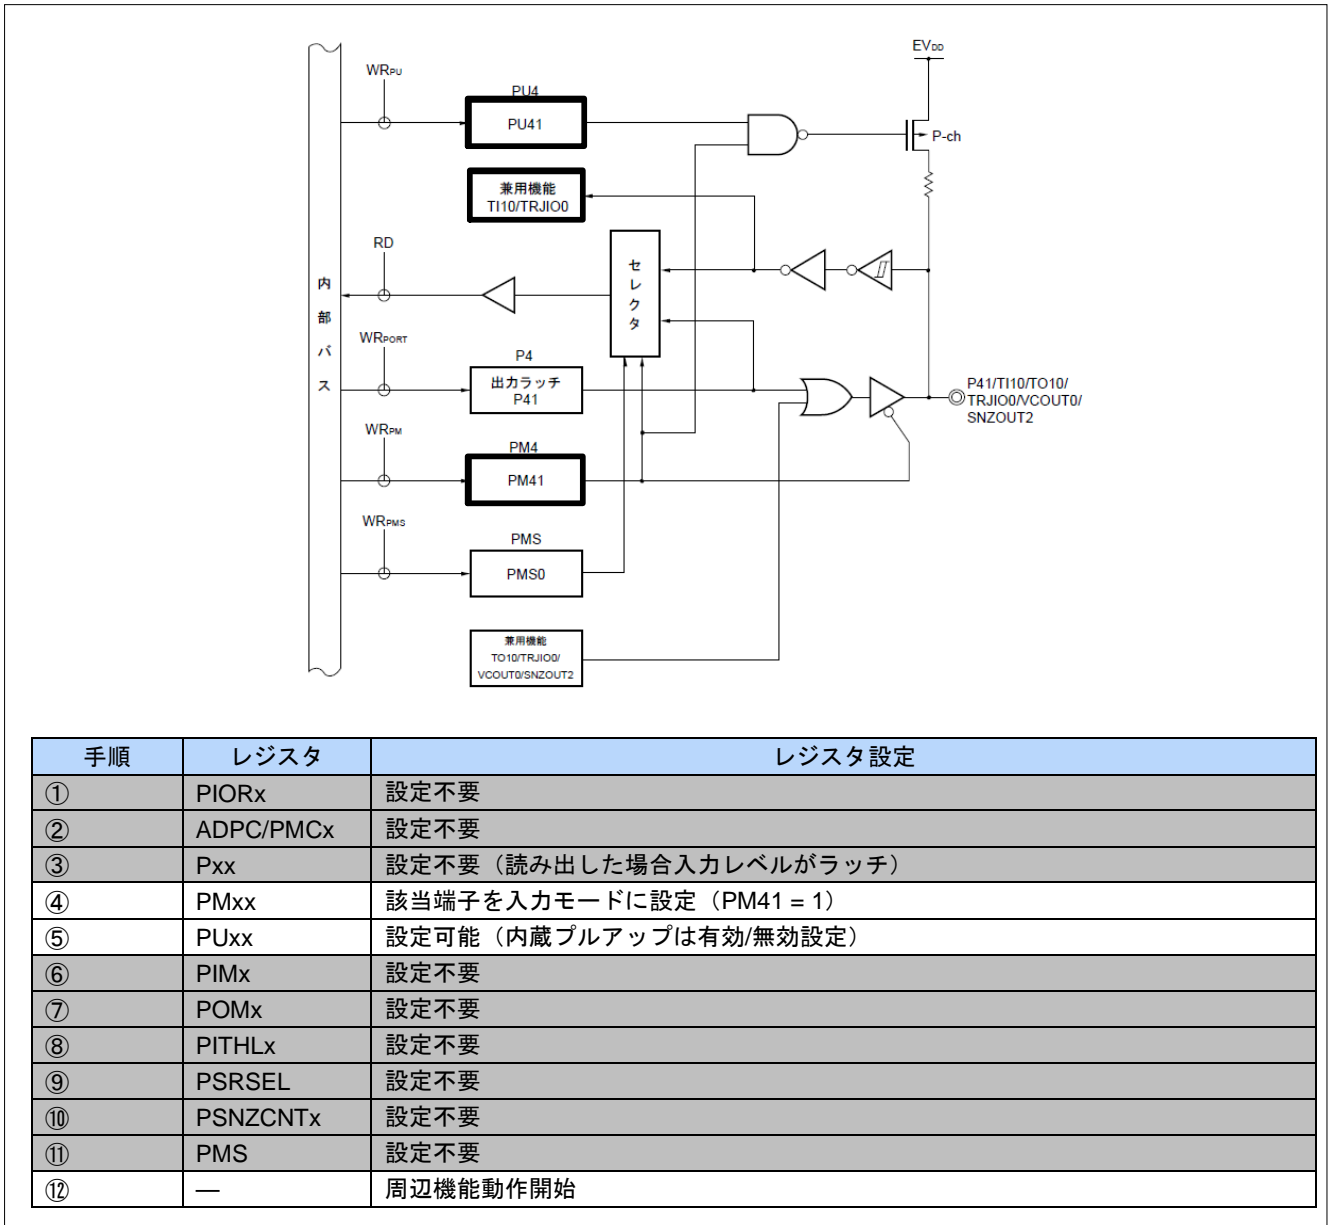 EVDD
WRPU
PU4
PU41
P-ch
兼用機能
TI10/TRJIO0
RD
セレクタ
内部バス
WRPORT
P4
出力ラッチ
P41
P41/TI10/TO10/
TRJIO0/VCOUT0/
SNZOUT2
WRPM
PM4
PM41
WRPMS
PMS
PMS0
兼用機能
TO10/TRJIO0/
VCOUT0/SNZOUT2
手順 レジスタ レジスタ設定
① PIORx 設定不要
② ADPC/PMCx 設定不要
③ Pxx 設定不要（読み出した場合入力レベルがラッチ）
④ PMxx 該当端子を入力モードに設定（PM41 = 1）
⑤ PUxx 設定可能（内蔵プルアップは有効/無効設定）
⑥ PIMx 設定不要
⑦ POMx 設定不要
⑧ PITHLx 設定不要
⑨ PSRSEL 設定不要
⑩ PSNZCNTx 設定不要
⑪ PMS 設定不要
⑫ — 周辺機能動作開始